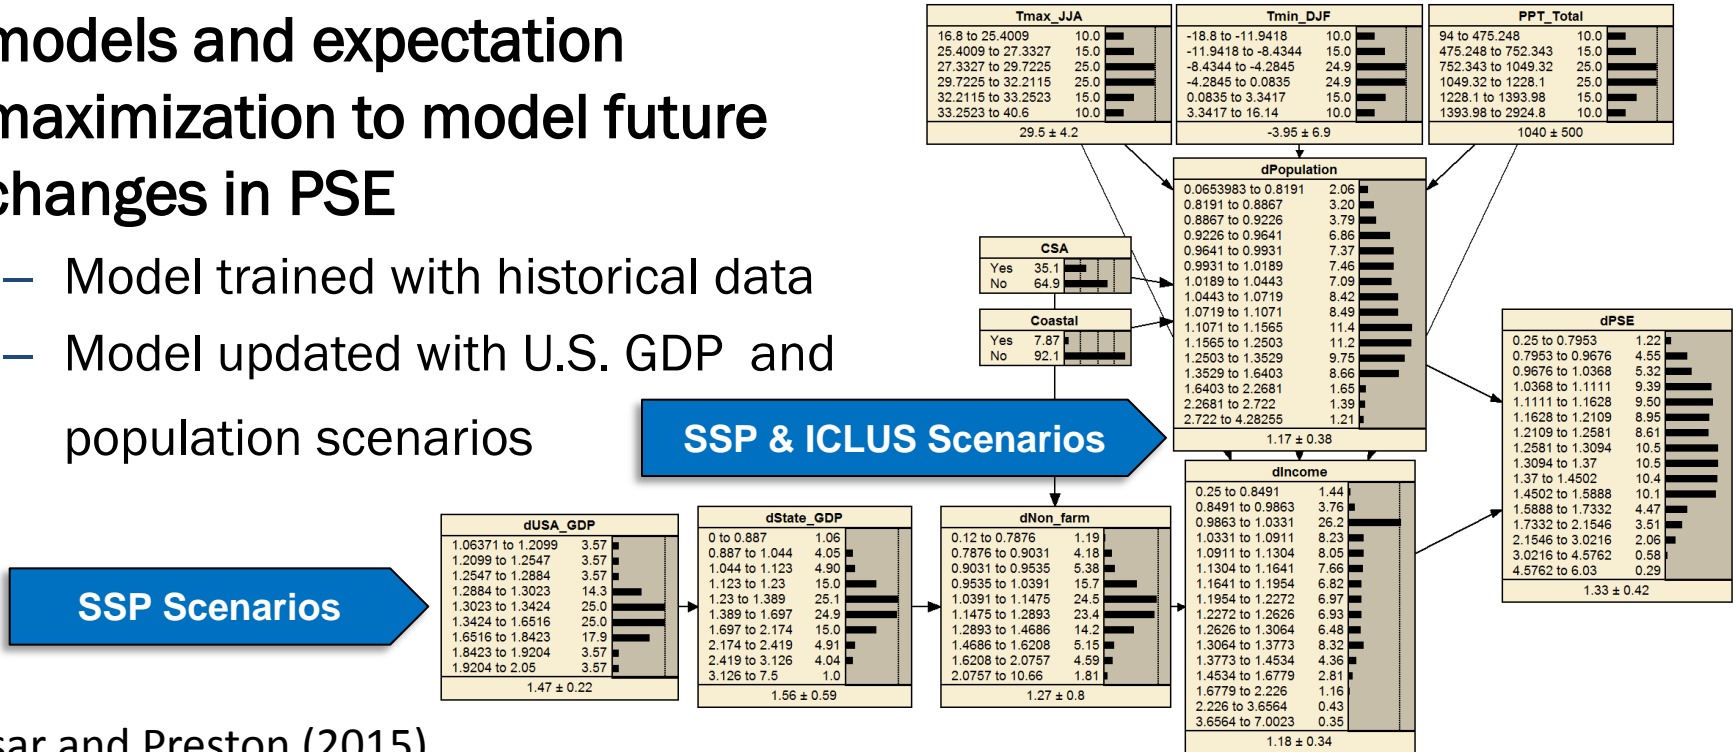 models and expectation
maximization to model future
changes in PSE
– Model trained with historical data
– Model updated with U.S. GDP and
population scenarios
SSP & ICLUS Scenarios
SSP Scenarios
Tmax_JJA
16.8 to 25.4009 10.0
25.4009 to 27.3327 15.0
27.3327 to 29.7225 25.0
29.7225 to 32.2115 25.0
32.2115 to 33.2523 15.0
33.2523 to 40.6 10.0
29.5 ± 4.2
Tmin_DJF
-18.8 to -11.9418 10.0
-11.9418 to -8.4344 15.0
-8.4344 to -4.2845 24.9
-4.2845 to 0.0835 24.9
0.0835 to 3.3417 15.0
3.3417 to 16.14 10.0
-3.95 ± 6.9
PPT_Total
94 to 475.248 10.0
475.248 to 752.343 15.0
752.343 to 1049.32 25.0
1049.32 to 1228.1 25.0
1228.1 to 1393.98 15.0
1393.98 to 2924.8 10.0
1040 ± 500
dPopulation
0.0653983 to 0.8191 2.06
0.8191 to 0.8867 3.20
0.8867 to 0.9226 3.79
0.9226 to 0.9641 6.86
0.9641 to 0.9931 7.37
0.9931 to 1.0189 7.46
1.0189 to 1.0443 7.09
1.0443 to 1.0719 8.42
1.0719 to 1.1071 8.49
1.1071 to 1.1565 11.4
1.1565 to 1.2503 11.2
1.2503 to 1.3529 9.75
1.3529 to 1.6403 8.66
1.6403 to 2.2681 1.65
2.2681 to 2.722 1.39
2.722 to 4.28255 1.21
1.17 ± 0.38
CSA
Yes 35.1
No 64.9
Coastal
Yes 7.87
No 92.1
dPSE
0.25 to 0.7953 1.22
0.7953 to 0.9676 4.55
0.9676 to 1.0368 5.32
1.0368 to 1.1111 9.39
1.1111 to 1.1628 9.50
1.1628 to 1.2109 8.95
1.2109 to 1.2581 8.61
1.2581 to 1.3094 10.5
1.3094 to 1.37 10.5
1.37 to 1.4502 10.4
1.4502 to 1.5888 10.1
1.5888 to 1.7332 4.47
1.7332 to 2.1546 3.51
2.1546 to 3.0216 2.06
3.0216 to 4.5762 0.58
4.5762 to 6.03 0.29
1.33 ± 0.42
dUSA_GDP
1.06371 to 1.2099 3.57
1.2099 to 1.2547 3.57
1.2547 to 1.2884 3.57
1.2884 to 1.3023 14.3
1.3023 to 1.3424 25.0
1.3424 to 1.6516 25.0
1.6516 to 1.8423 17.9
1.8423 to 1.9204 3.57
1.9204 to 2.05 3.57
1.47 ± 0.22
dState_GDP
0 to 0.887 1.06
0.887 to 1.044 4.05
1.044 to 1.123 4.90
1.123 to 1.23 15.0
1.23 to 1.389 25.1
1.389 to 1.697 24.9
1.697 to 2.174 15.0
2.174 to 2.419 4.91
2.419 to 3.126 4.04
3.126 to 7.5 1.0
1.56 ± 0.59
dNon_farm
0.12 to 0.7876 1.19
0.7876 to 0.9031 4.18
0.9031 to 0.9535 5.38
0.9535 to 1.0391 15.7
1.0391 to 1.1475 24.5
1.1475 to 1.2893 23.4
1.2893 to 1.4686 14.2
1.4686 to 1.6208 5.15
1.6208 to 2.0757 4.59
2.0757 to 10.66 1.81
1.27 ± 0.8
dIncome
0.25 to 0.8491 1.44
0.8491 to 0.9863 3.76
0.9863 to 1.0331 26.2
1.0331 to 1.0911 8.23
1.0911 to 1.1304 8.05
1.1304 to 1.1641 7.66
1.1641 to 1.1954 6.82
1.1954 to 1.2272 6.97
1.2272 to 1.2626 6.93
1.2626 to 1.3064 6.48
1.3064 to 1.3773 8.32
1.3773 to 1.4534 4.36
1.4534 to 1.6779 2.81
1.6779 to 2.226 1.16
2.226 to 3.6564 0.43
3.6564 to 7.0023 0.35
1.18 ± 0.34
sar and Preston (2015)